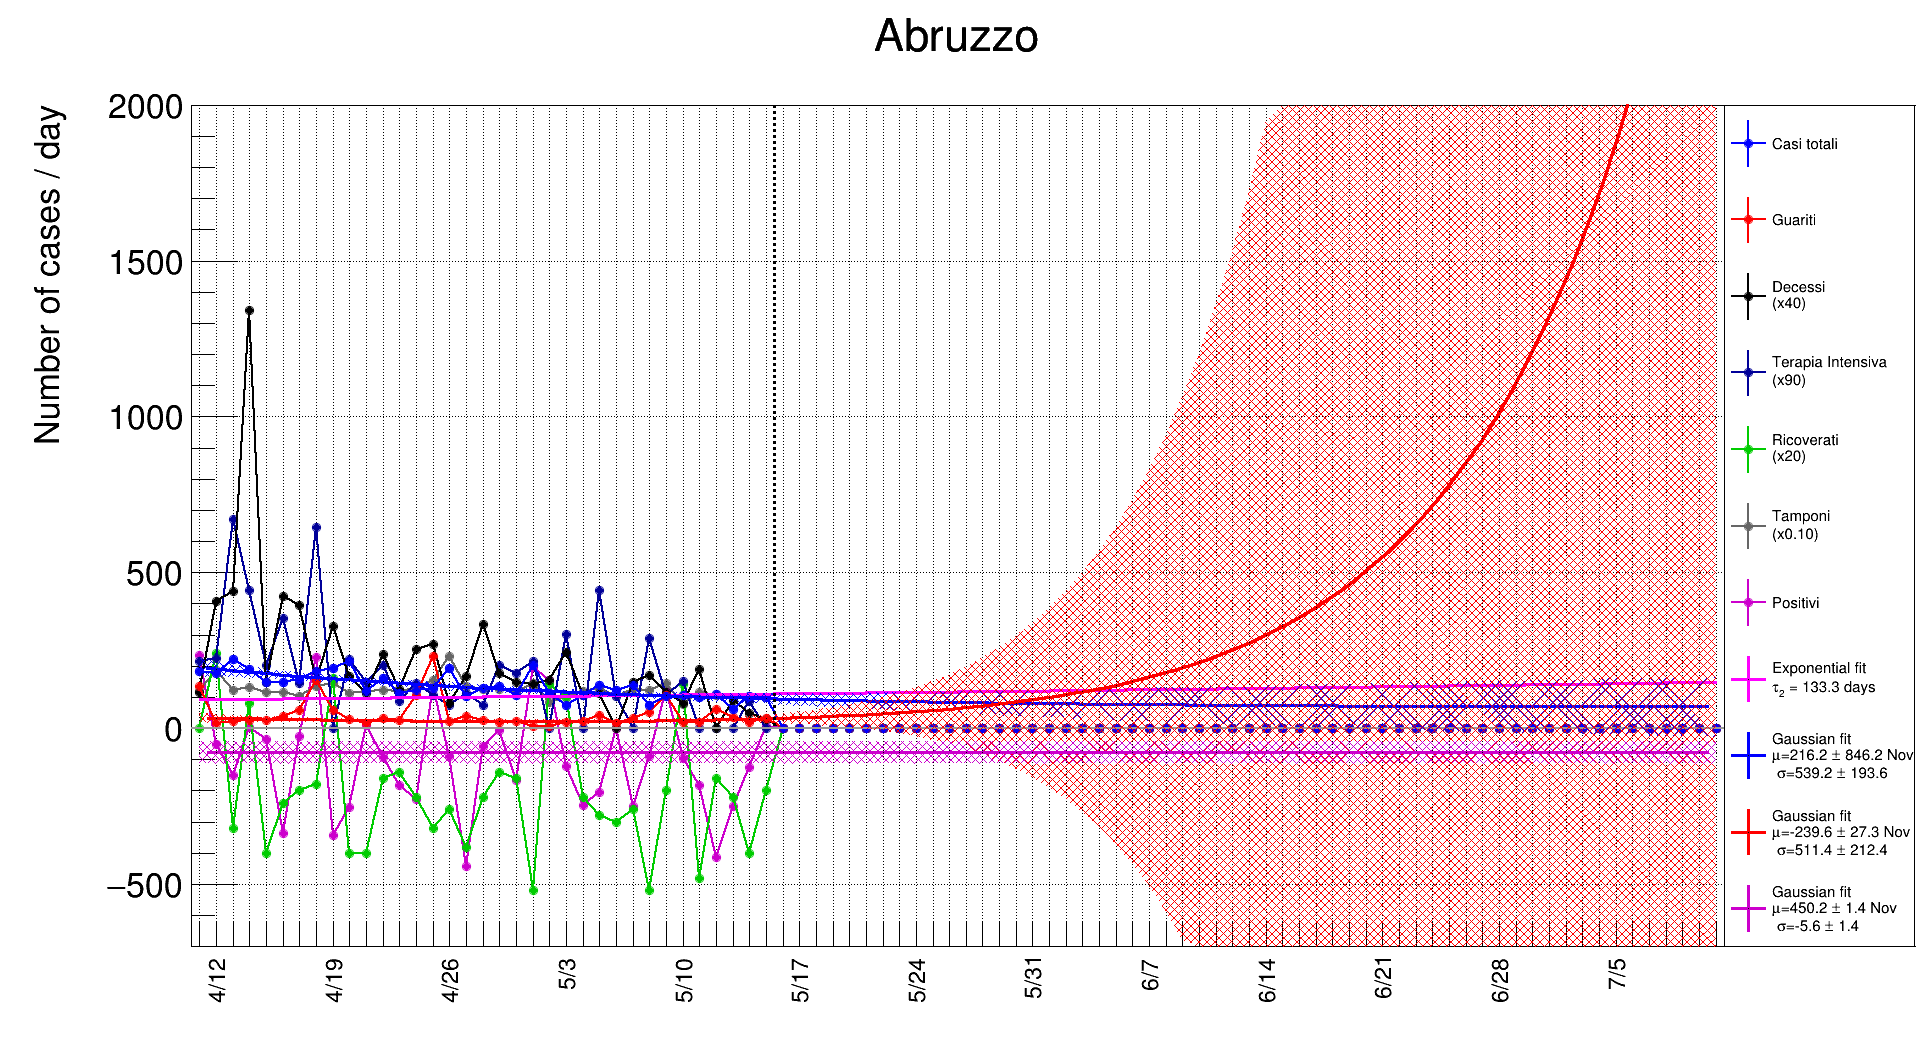 Abruzzo
Number of cases / day
2000
1500
1000
500
0
−500
4/12
4/19
4/26
5/3
5/10
5/17
5/24
5/31
6/7
6/14
6/21
6/28
7/5
Casi totali
Guariti
Decessi
(x40)
Terapia Intensiva
(x90)
Ricoverati
(x20)
Tamponi
(x0.10)
Positivi
Exponential fit
τ2 = 133.3 days
Gaussian fit
μ=216.2 ± 846.2 Nov
σ=539.2 ± 193.6
Gaussian fit
μ=-239.6 ± 27.3 Nov
σ=511.4 ± 212.4
Gaussian fit
μ=450.2 ± 1.4 Nov
σ=-5.6 ± 1.4